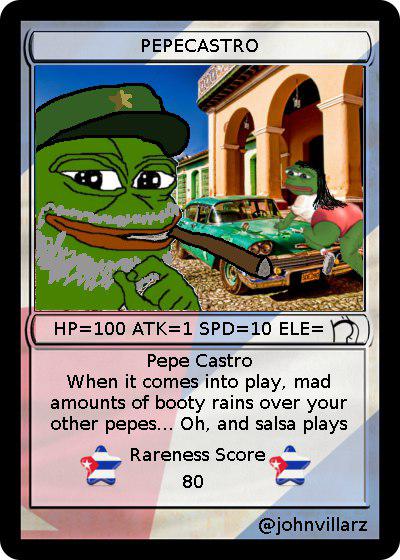 PEPECASTRO
HP=100 ATK=1 SPD=10 ELE=
Pepe Castro
When it comes into play, mad
amounts of booty rains over your
other pepes... Oh, and salsa plays
Rareness Score
80
@johnvillarz